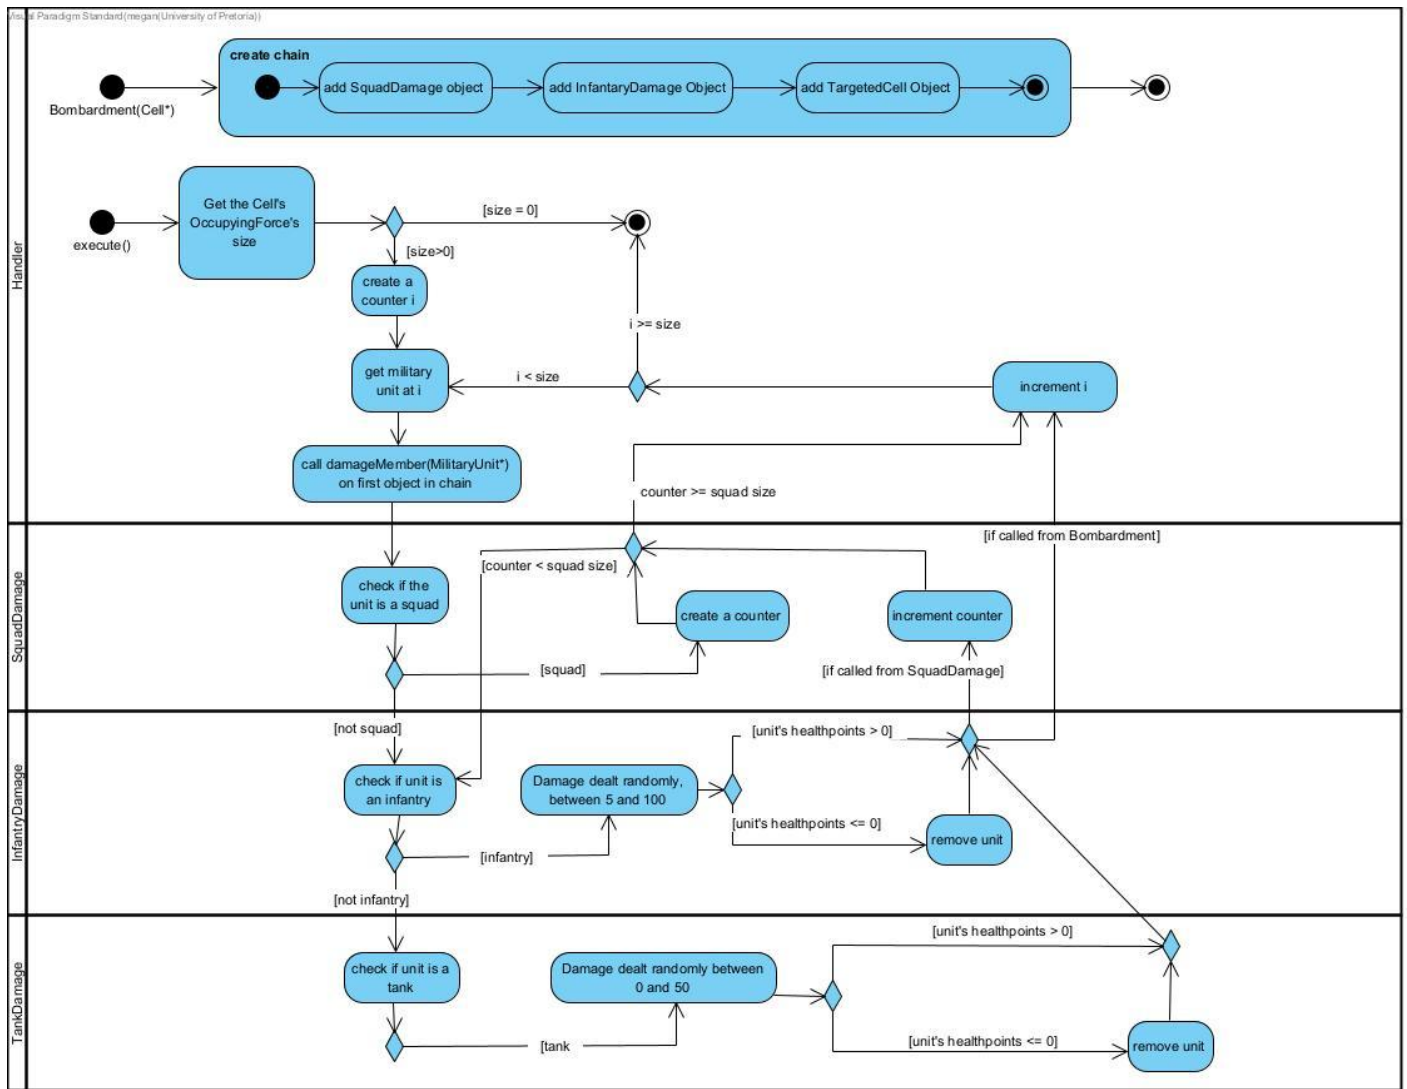 Visual Paradigm Standard(megan(University of Pretoria))
create chain
add SquadDamage object
add InfantaryDamage Object
add TargetedCell Object
Bombardment(Cell*)
Get the Cell's
OccupyingForce's
size
[size = 0]
execute()
[size>0]
Handler
create a
counter i
i >= size
get military
unit at i
i < size
increment i
call damageMember(MilitaryUnit*)
on first object in chain
counter >= squad size
[if called from Bombardment]
[counter < squad size]
SquadDamage
check if the
unit is a squad
create a counter
increment counter
[squad]
[if called from SquadDamage]
[not squad]
[unit's healthpoints > 0]
InfantryDamage
check if unit is
an infantry
Damage dealt randomly,
between 5 and 100
[unit's healthpoints <= 0]
remove unit
[infantry]
[not infantry]
[unit's healthpoints > 0]
TankDamage
check if unit is a
tank
Damage dealt randomly between
0 and 50
[tank
[unit's healthpoints <= 0]
remove unit